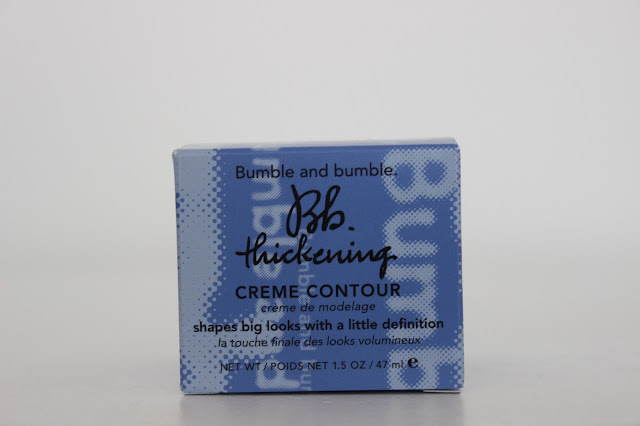 Bumble and bumble.
Bb.
thickening
CREME CONTOUR
crème de modelage
shapes big looks with a little definition
la touche finale des looks volumineux
NET WT / POIDS NET 1.5 OZ / 47 ml e
Bumb